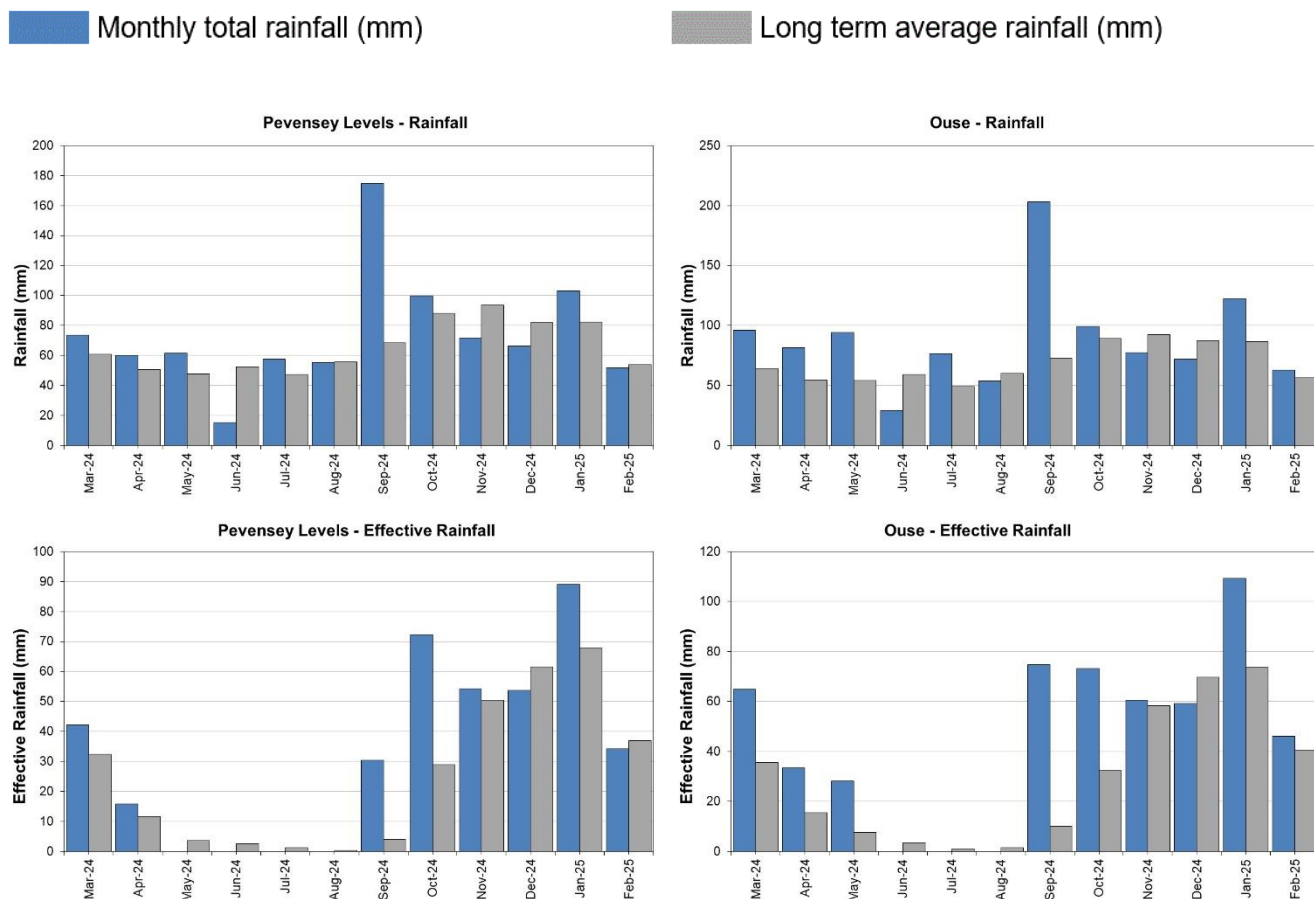 Monthly total rainfall (mm)
Long term average rainfall (mm)
Pevensey Levels - Rainfall
Rainfall (mm)
200
180
160
140
120
100
80
60
40
20
0
Mar-24
Apr-24
May-24
Jun-24
Jul-24
Aug-24
Sep-24
Oct-24
Nov-24
Dec-24
Jan-25
Feb-25
Ouse - Rainfall
Rainfall (mm)
250
200
150
100
50
0
Mar-24
Apr-24
May-24
Jun-24
Jul-24
Aug-24
Sep-24
Oct-24
Nov-24
Dec-24
Jan-25
Feb-25
Pevensey Levels - Effective Rainfall
Effective Rainfall (mm)
100
90
80
70
60
50
40
30
20
10
0
Mar-24
Apr-24
May-24
Jun-24
Jul-24
Aug-24
Sep-24
Oct-24
Nov-24
Dec-24
Jan-25
Feb-25
Ouse - Effective Rainfall
Effective Rainfall (mm)
120
100
80
60
40
20
0
Mar-24
Apr-24
May-24
Jun-24
Jul-24
Aug-24
Sep-24
Oct-24
Nov-24
Dec-24
Jan-25
Feb-25